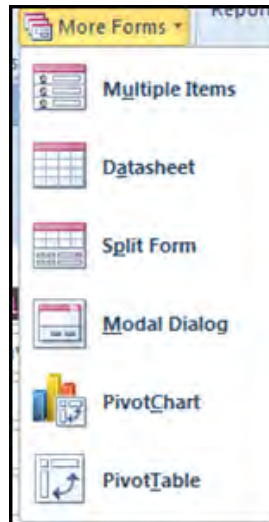 More Forms
Multiple Items
Datasheet
Split Form
Modal Dialog
PivotChart
PivotTable